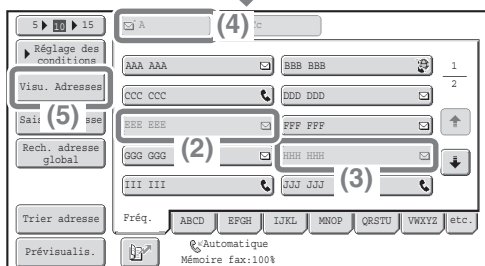 5 10 15
A (4) c
Réglage des
conditions
AAA AAA BBB BBB 1
2
Visu. Adresses
(5)
CCC CCC DDD DDD
EEE EEE FFF FFF
(2)
Rech. adresse
global
GGG GGG HHH HHH
(3)
III III JJJ JJJ
Trier adresse
Fréq. ABCD EFGH IJKL MNOP QRSTU VWXYZ etc.
Prévisualis.
Automatique
Mémoire fax:100%